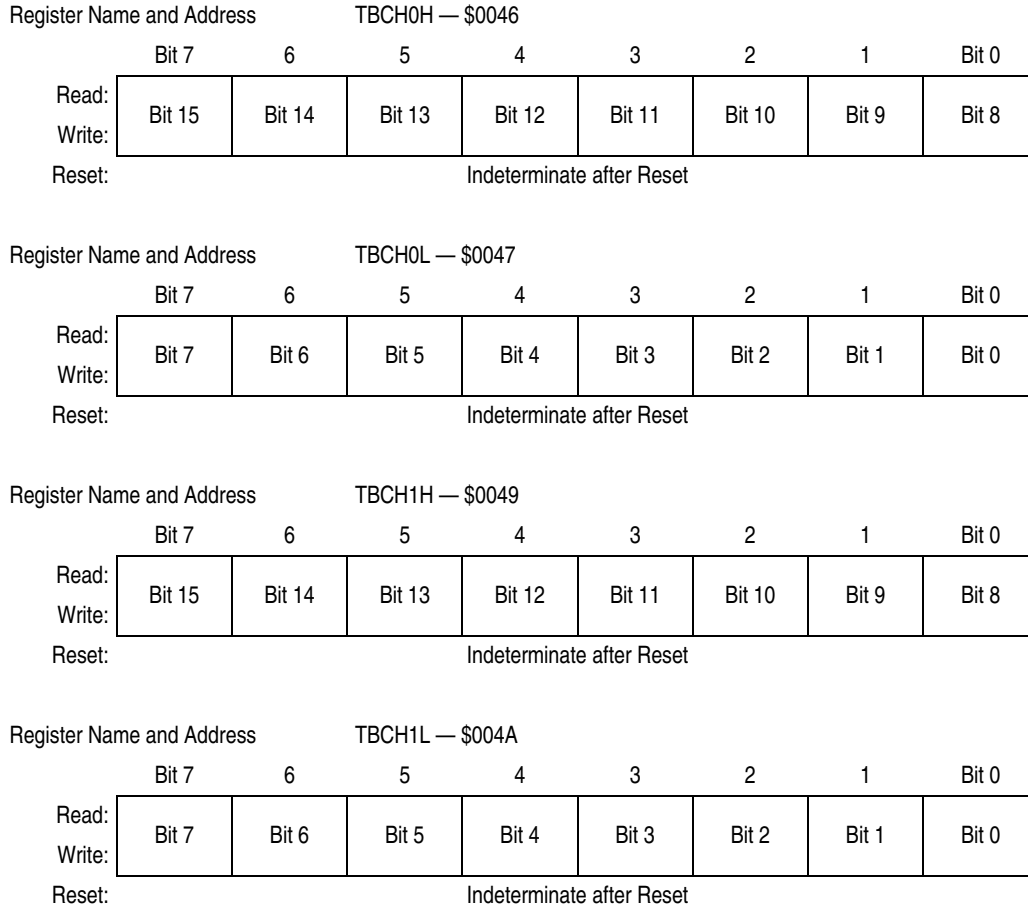 Register Name and Address TBCH0H — $0046
Bit 7 6 5 4 3 2 1 Bit 0
Read:
Bit 15 Bit 14 Bit 13 Bit 12 Bit 11 Bit 10 Bit 9 Bit 8
Write:
Reset: Indeterminate after Reset
Register Name and Address TBCH0L — $0047
Bit 7 6 5 4 3 2 1 Bit 0
Read:
Bit 7 Bit 6 Bit 5 Bit 4 Bit 3 Bit 2 Bit 1 Bit 0
Write:
Reset: Indeterminate after Reset
Register Name and Address TBCH1H — $0049
Bit 7 6 5 4 3 2 1 Bit 0
Read:
Bit 15 Bit 14 Bit 13 Bit 12 Bit 11 Bit 10 Bit 9 Bit 8
Write:
Reset: Indeterminate after Reset
Register Name and Address TBCH1L — $004A
Bit 7 6 5 4 3 2 1 Bit 0
Read:
Bit 7 Bit 6 Bit 5 Bit 4 Bit 3 Bit 2 Bit 1 Bit 0
Write:
Reset: Indeterminate after Reset